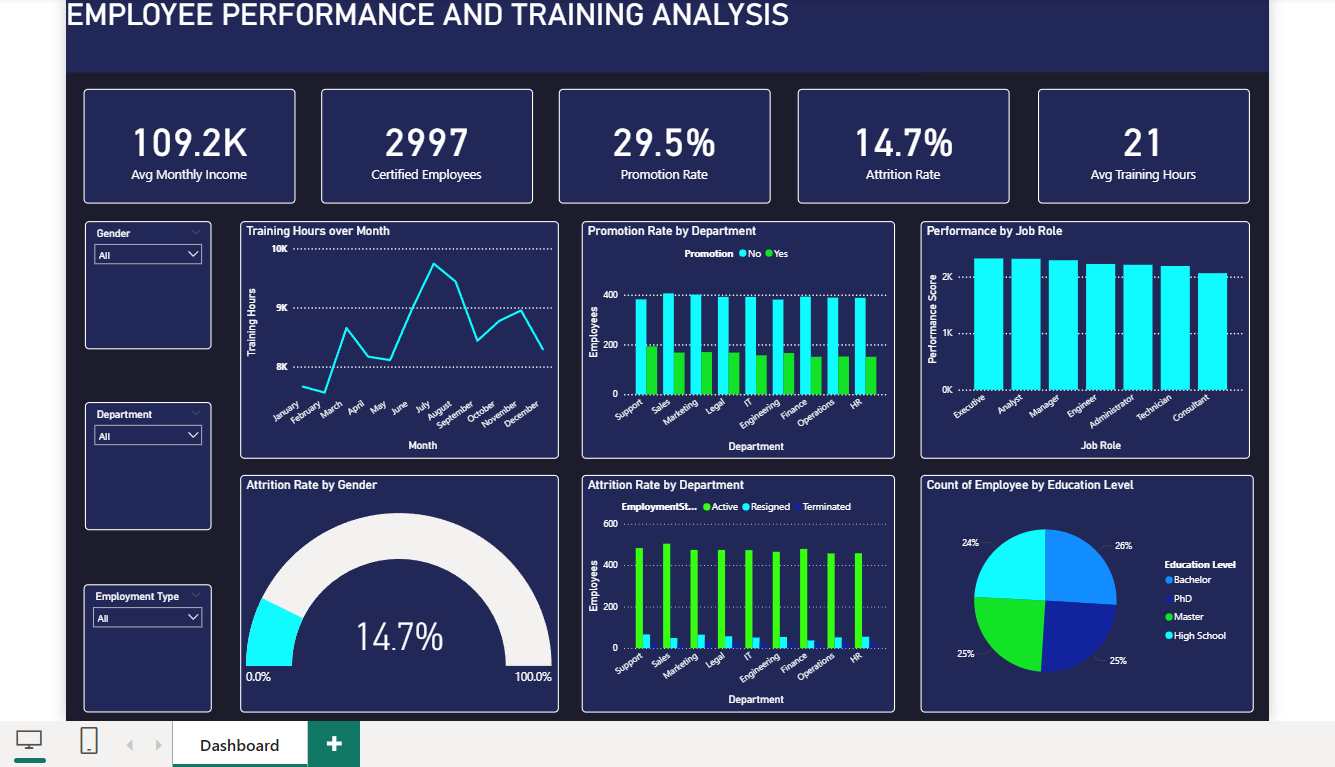 EMPLOYEE PERFORMANCE AND TRAINING ANALYSIS
109.2K
Avg Monthly Income
2997
Certified Employees
29.5%
Promotion Rate
14.7%
Attrition Rate
21
Avg Training Hours
Gender
All
Department
All
Employment Type
All
Training Hours over Month
Training Hours
10K
9K
8K
January
February
March
April
May
June
July
August
September
October
November
December
Month
Promotion Rate by Department
Promotion No Yes
Employees
400
200
0
Support
Sales
Marketing
Legal
IT
Engineering
Finance
Operations
HR
Department
Performance by Job Role
Performance Score
2K
1K
0K
Executive
Analyst
Manager
Engineer
Administrator
Technician
Consultant
Job Role
Attrition Rate by Gender
14.7%
0.0%
100.0%
Attrition Rate by Department
EmploymentSt... Active Resigned Terminated
Employees
600
400
200
0
Support
Sales
Marketing
Legal
IT
Engineering
Finance
Operations
HR
Department
Count of Employee by Education Level
24%
26%
25%
25%
Education Level
Bachelor
PhD
Master
High School
Dashboard